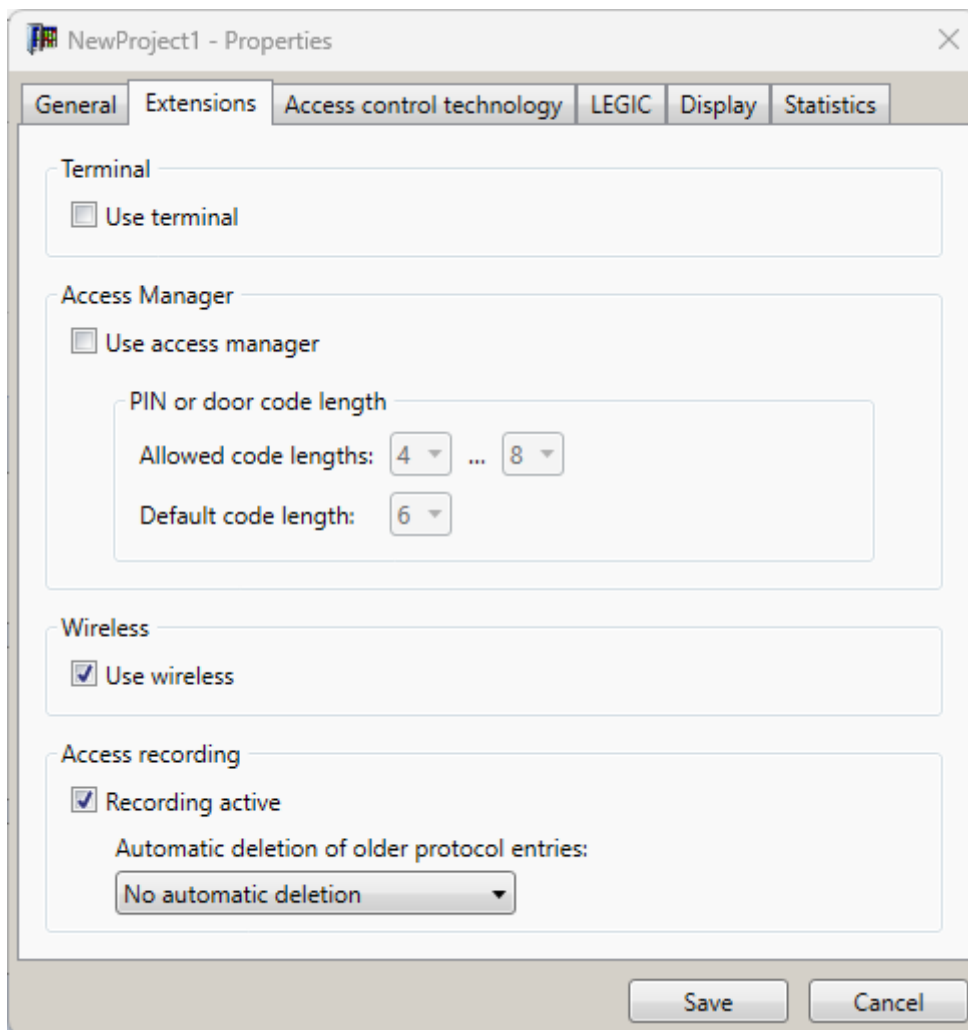 NewProject1 - Properties
General Extensions Access control technology LEGIC Display Statistics
Terminal
Use terminal
Access Manager
Use access manager
PIN or door code length
Allowed code lengths: 4 ... 8
Default code length: 6
Wireless
Use wireless
Access recording
Recording active
Automatic deletion of older protocol entries:
No automatic deletion
Save Cancel